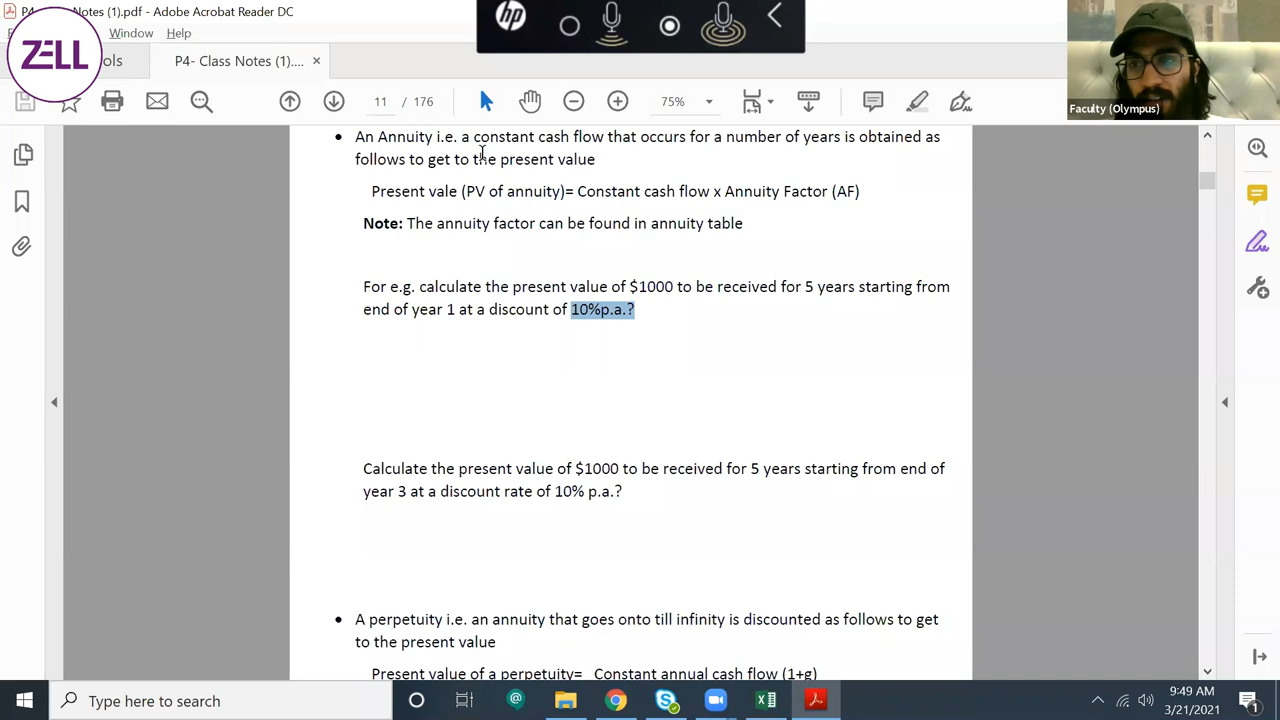 Notes (1).pdf - Adobe Acrobat Reader DC
Window Help
ZELL
hp
ols
P4- Class Notes (1)....
11 / 176
75%
Faculty (Olympus)
An Annuity i.e. a constant cash flow that occurs for a number of years is obtained as
follows to get to the present value
Present vale (PV of annuity)= Constant cash flow x Annuity Factor (AF)
Note: The annuity factor can be found in annuity table
For e.g. calculate the present value of $1000 to be received for 5 years starting from
end of year 1 at a discount of 10%p.a.?
Calculate the present value of $1000 to be received for 5 years starting from end of
year 3 at a discount rate of 10% p.a.?
A perpetuity i.e. an annuity that goes onto till infinity is discounted as follows to get
to the present value
Present value of a perpetuity= Constant annual cash flow (1+g)
Type here to search
9:49 AM
3/21/2021